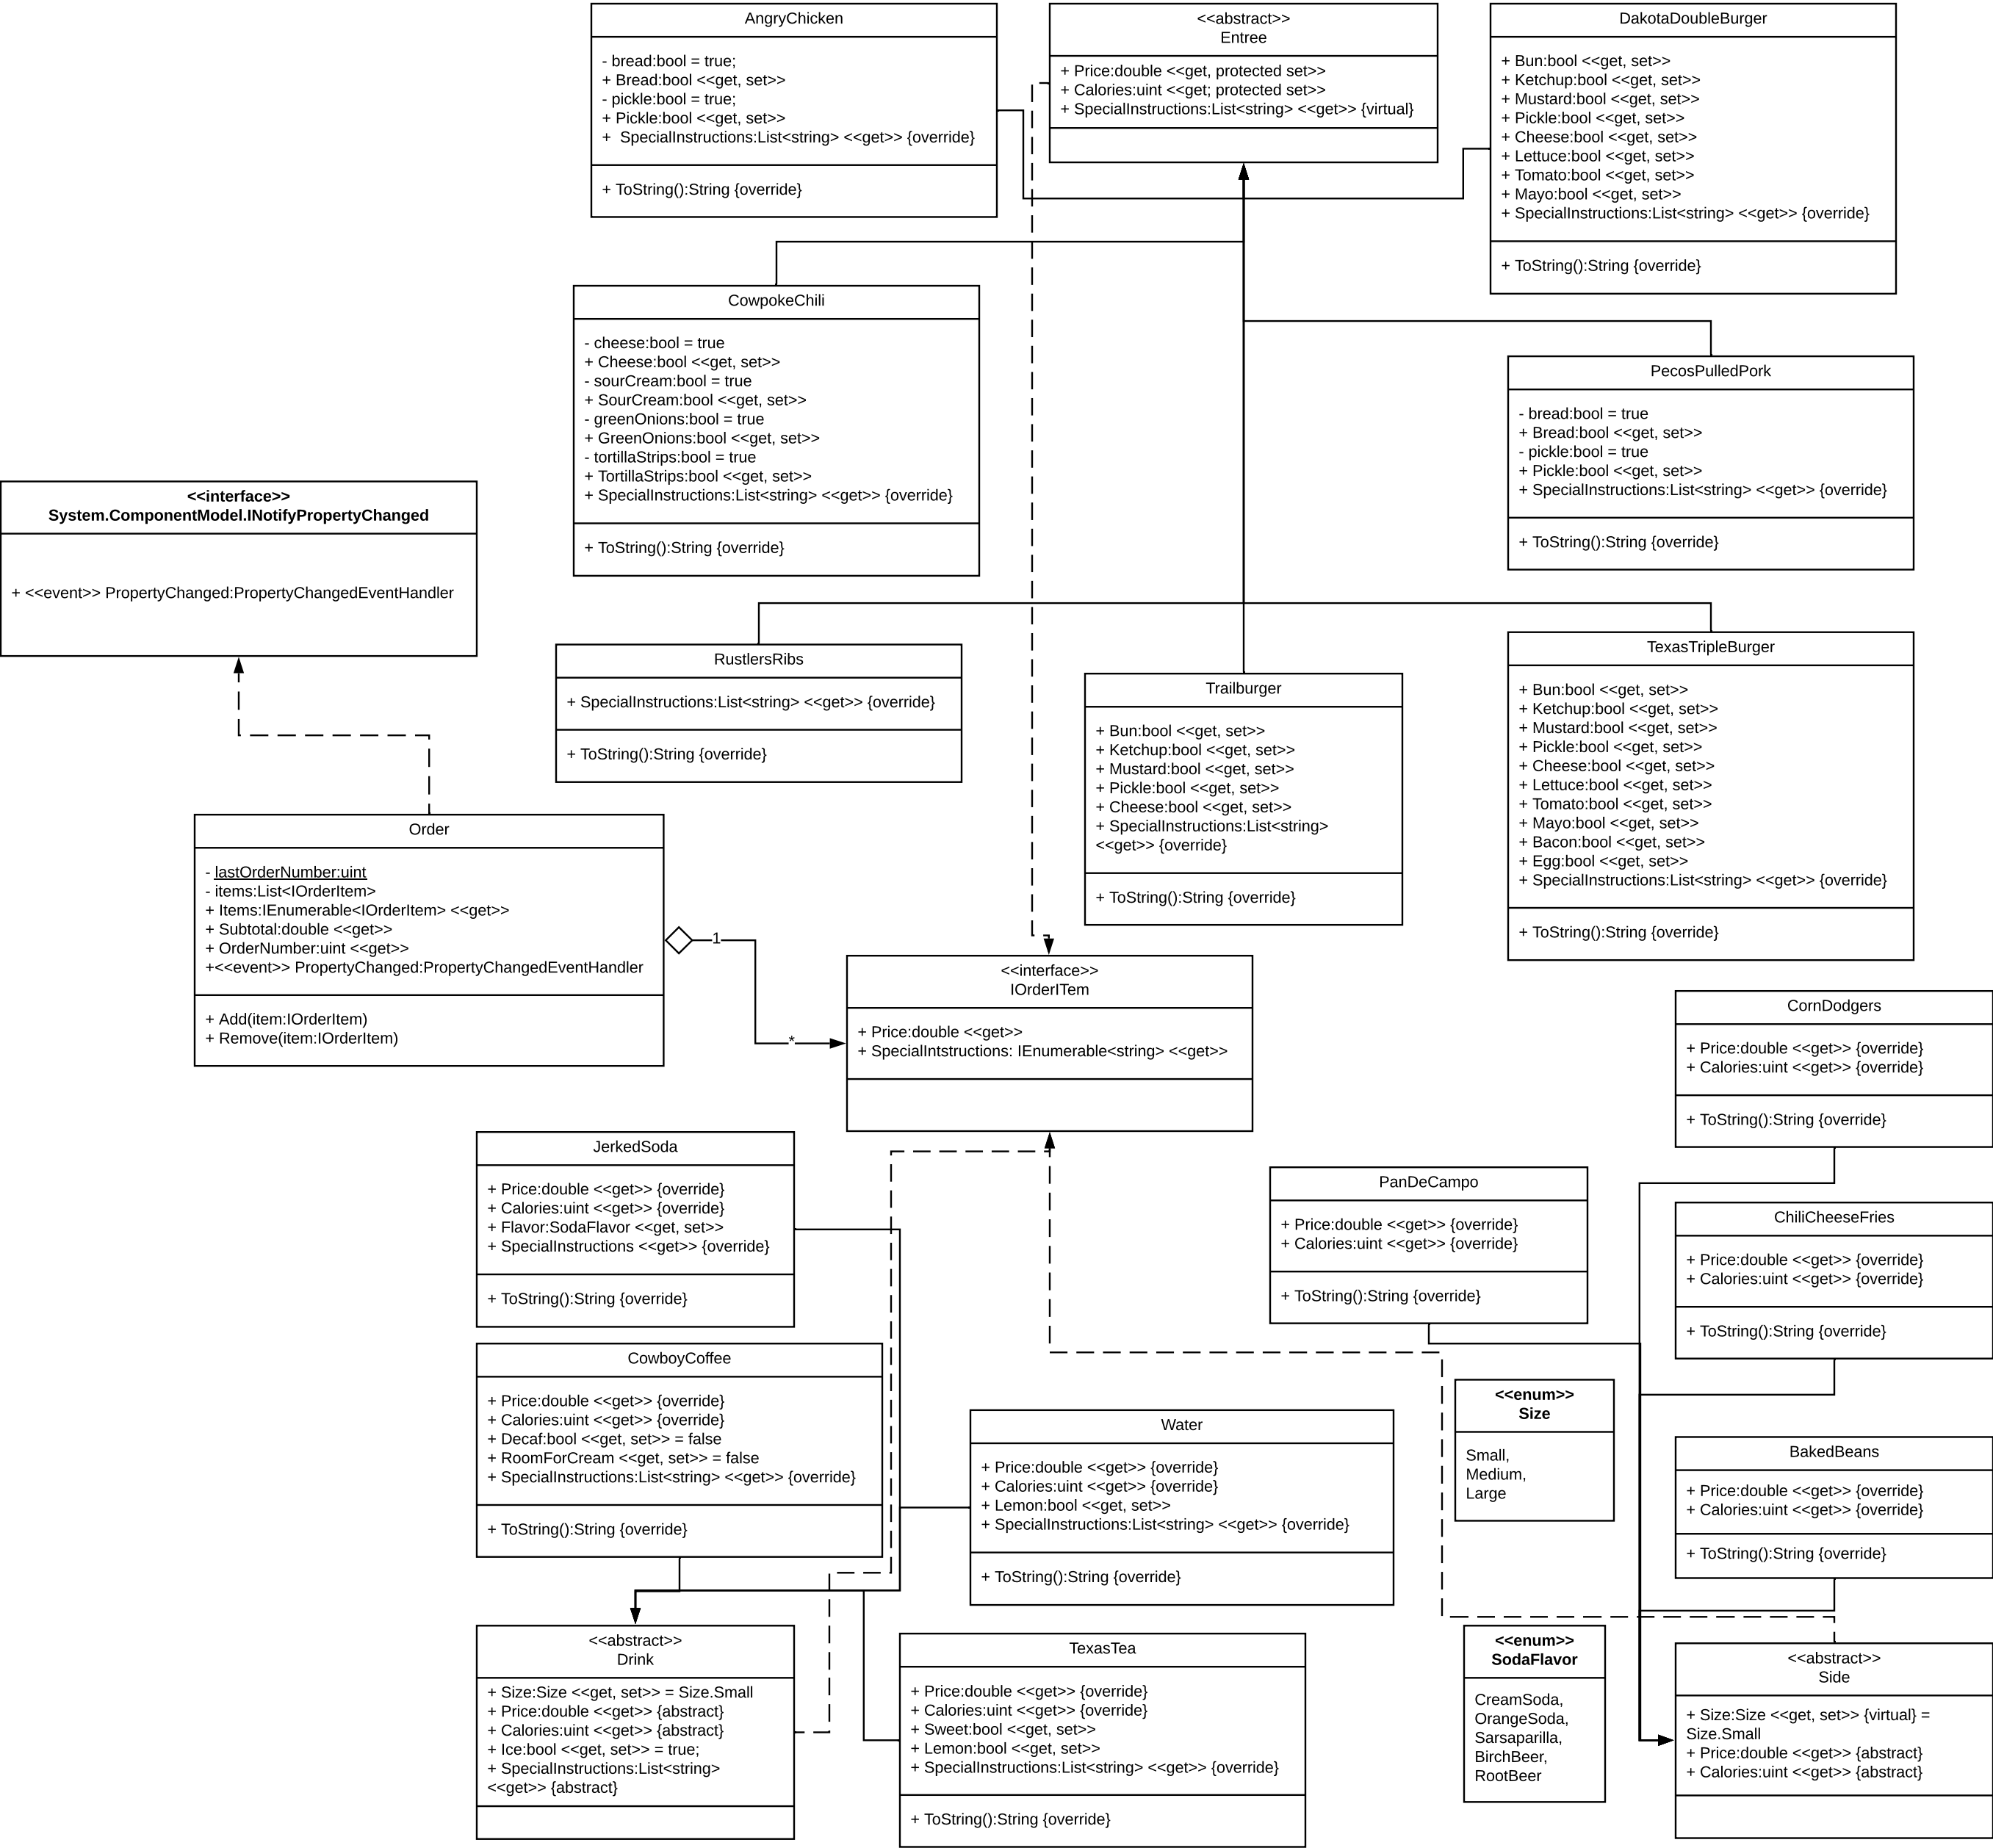 AngryChicken
- bread:bool = true;
+ Bread:bool <<get, set>>
- pickle:bool = true;
+ Pickle:bool <<get, set>>
+  SpecialInstructions:List<string> <<get>> {override}
+ ToString():String {override}
<<abstract>>
Entree
+ Price:double <<get, protected set>>
+ Calories:uint <<get; protected set>>
+ SpecialInstructions:List<string> <<get>> {virtual}
DakotaDoubleBurger
+ Bun:bool <<get, set>>
+ Ketchup:bool <<get, set>>
+ Mustard:bool <<get, set>>
+ Pickle:bool <<get, set>>
+ Cheese:bool <<get, set>>
+ Lettuce:bool <<get, set>>
+ Tomato:bool <<get, set>>
+ Mayo:bool <<get, set>>
+ SpecialInstructions:List<string> <<get>> {override}
+ ToString():String {override}
CowpokeChili
- cheese:bool = true
+ Cheese:bool <<get, set>>
- sourCream:bool = true
+ SourCream:bool <<get, set>>
- greenOnions:bool = true
+ GreenOnions:bool <<get, set>>
- tortillaStrips:bool = true
+ TortillaStrips:bool <<get, set>>
+ SpecialInstructions:List<string> <<get>> {override}
+ ToString():String {override}
PecosPulledPork
- bread:bool = true
+ Bread:bool <<get, set>>
- pickle:bool = true
+ Pickle:bool <<get, set>>
+ SpecialInstructions:List<string> <<get>> {override}
+ ToString():String {override}
<<interface>>
System.ComponentModel.INotifyPropertyChanged
+ <<event>> PropertyChanged:PropertyChangedEventHandler
RustlersRibs
+ SpecialInstructions:List<string> <<get>> {override}
+ ToString():String {override}
Trailburger
+ Bun:bool <<get, set>>
+ Ketchup:bool <<get, set>>
+ Mustard:bool <<get, set>>
+ Pickle:bool <<get, set>>
+ Cheese:bool <<get, set>>
+ SpecialInstructions:List<string>
<<get>> {override}
+ ToString():String {override}
TexasTripleBurger
+ Bun:bool <<get, set>>
+ Ketchup:bool <<get, set>>
+ Mustard:bool <<get, set>>
+ Pickle:bool <<get, set>>
+ Cheese:bool <<get, set>>
+ Lettuce:bool <<get, set>>
+ Tomato:bool <<get, set>>
+ Mayo:bool <<get, set>>
+ Bacon:bool <<get, set>>
+ Egg:bool <<get, set>>
+ SpecialInstructions:List<string> <<get>> {override}
+ ToString():String {override}
Order
- lastOrderNumber:uint
- items:List<IOrderItem>
+ Items:IEnumerable<IOrderItem> <<get>>
+ Subtotal:double <<get>>
+ OrderNumber:uint <<get>>
+<<event>> PropertyChanged:PropertyChangedEventHandler
+ Add(item:IOrderItem)
+ Remove(item:IOrderItem)
1
*
<<interface>>
IOrderITem
+ Price:double <<get>>
+ SpecialIntstructions: IEnumerable<string> <<get>>
CornDodgers
+ Price:double <<get>> {override}
+ Calories:uint <<get>> {override}
+ ToString():String {override}
JerkedSoda
+ Price:double <<get>> {override}
+ Calories:uint <<get>> {override}
+ Flavor:SodaFlavor <<get, set>>
+ SpecialInstructions <<get>> {override}
+ ToString():String {override}
PanDeCampo
+ Price:double <<get>> {override}
+ Calories:uint <<get>> {override}
+ ToString():String {override}
ChiliCheeseFries
+ Price:double <<get>> {override}
+ Calories:uint <<get>> {override}
+ ToString():String {override}
CowboyCoffee
+ Price:double <<get>> {override}
+ Calories:uint <<get>> {override}
+ Decaf:bool <<get, set>> = false
+ RoomForCream <<get, set>> = false
+ SpecialInstructions:List<string> <<get>> {override}
+ ToString():String {override}
Water
+ Price:double <<get>> {override}
+ Calories:uint <<get>> {override}
+ Lemon:bool <<get, set>>
+ SpecialInstructions:List<string> <<get>> {override}
+ ToString():String {override}
<<enum>>
Size
Small,
Medium,
Large
BakedBeans
+ Price:double <<get>> {override}
+ Calories:uint <<get>> {override}
+ ToString():String {override}
<<abstract>>
Drink
+ Size:Size <<get, set>> = Size.Small
+ Price:double <<get>> {abstract}
+ Calories:uint <<get>> {abstract}
+ Ice:bool <<get, set>> = true;
+ SpecialInstructions:List<string>
<<get>> {abstract}
TexasTea
+ Price:double <<get>> {override}
+ Calories:uint <<get>> {override}
+ Sweet:bool <<get, set>>
+ Lemon:bool <<get, set>>
+ SpecialInstructions:List<string> <<get>> {override}
+ ToString():String {override}
<<enum>>
SodaFlavor
CreamSoda,
OrangeSoda,
Sarsaparilla,
BirchBeer,
RootBeer
<<abstract>>
Side
+ Size:Size <<get, set>> {virtual} =
Size.Small
+ Price:double <<get>> {abstract}
+ Calories:uint <<get>> {abstract}